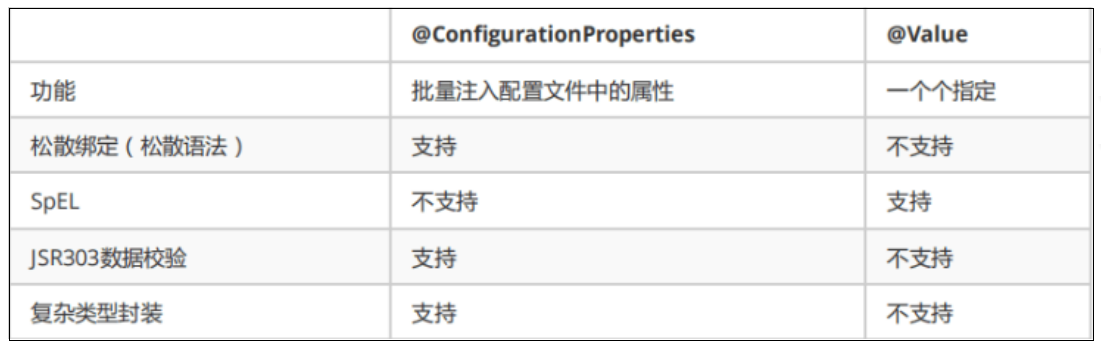 @ConfigurationProperties @Value
功能 批量注入配置文件中的属性 一个个指定
松散绑定（松散语法） 支持 不支持
SpEL 不支持 支持
JSR303数据校验 支持 不支持
复杂类型封装 支持 不支持